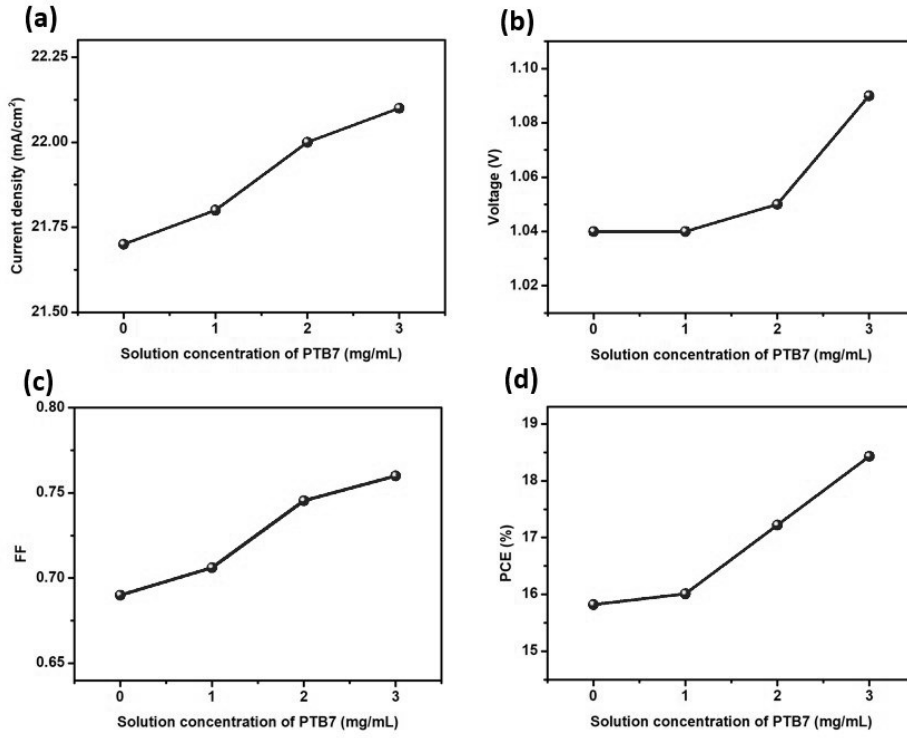 (a)
Current density (mA/cm²)
22.25
22.00
21.75
21.50
0 1 2 3
Solution concentration of PTB7 (mg/mL)
(b)
Voltage (V)
1.10
1.08
1.06
1.04
1.02
0 1 2 3
Solution concentration of PTB7 (mg/mL)
(c)
FF
0.80
0.75
0.70
0.65
0 1 2 3
Solution concentration of PTB7 (mg/mL)
(d)
PCE (%)
19
18
17
16
15
0 1 2 3
Solution concentration of PTB7 (mg/mL)